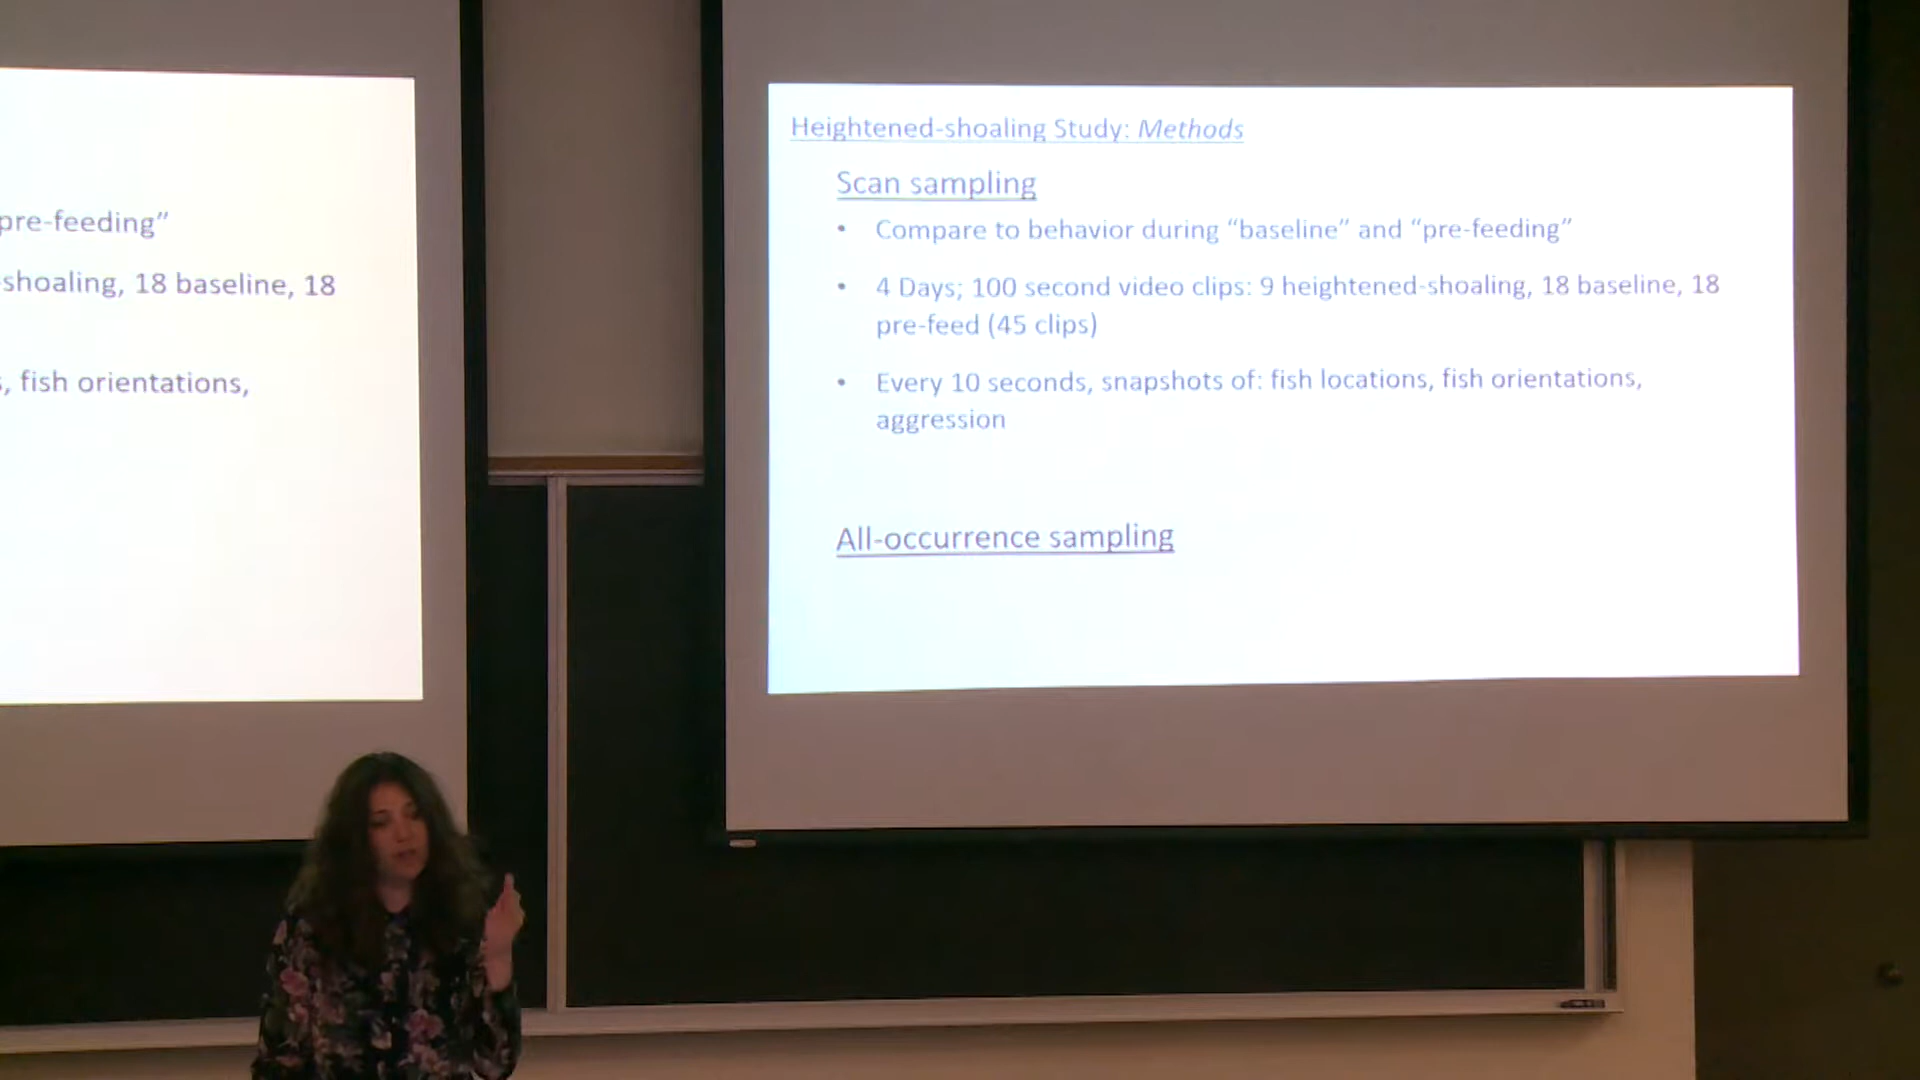 pre-feeding”
shoaling, 18 baseline, 18
, fish orientations,
Heightened-shoaling Study: Methods
Scan sampling
• Compare to behavior during “baseline” and “pre-feeding”
• 4 Days; 100 second video clips: 9 heightened-shoaling, 18 baseline, 18
pre-feed (45 clips)
• Every 10 seconds, snapshots of: fish locations, fish orientations,
aggression
All-occurrence sampling